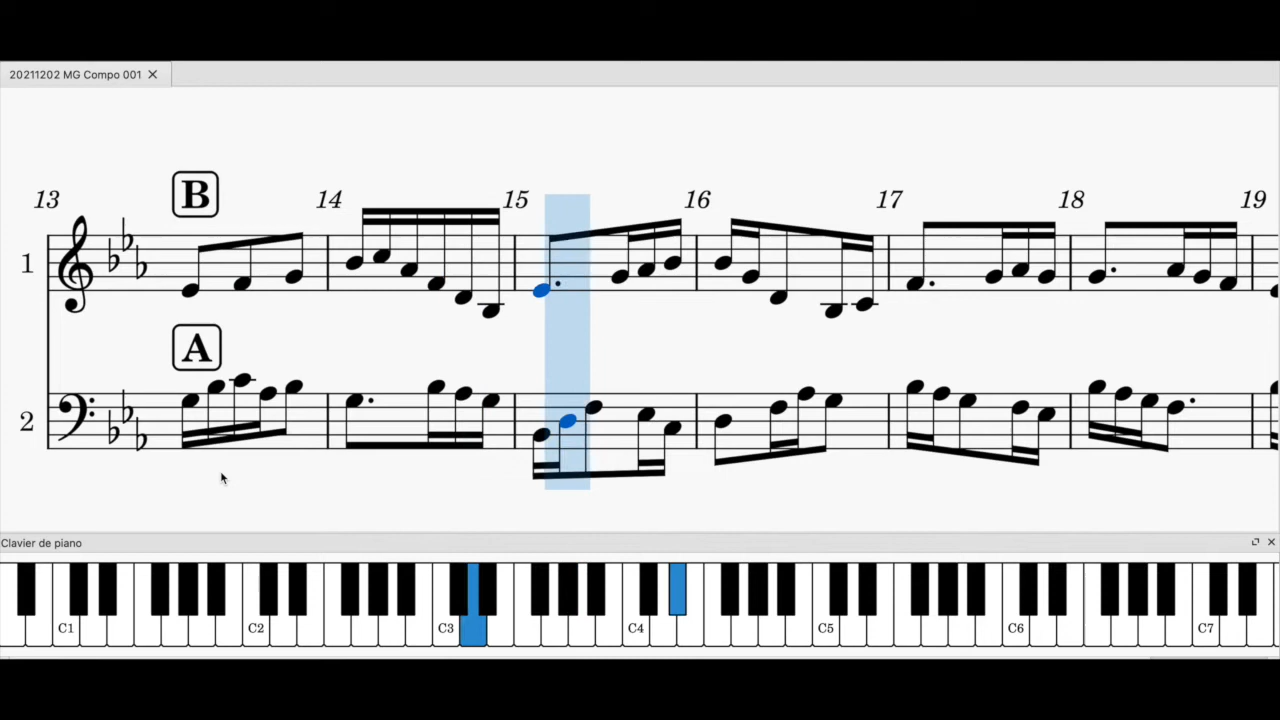 20211202 MG Compo 001
13 14 15 16 17 18 19
B
1
A
2
Clavier de piano
C1 C2 C3 C4 C5 C6 C7